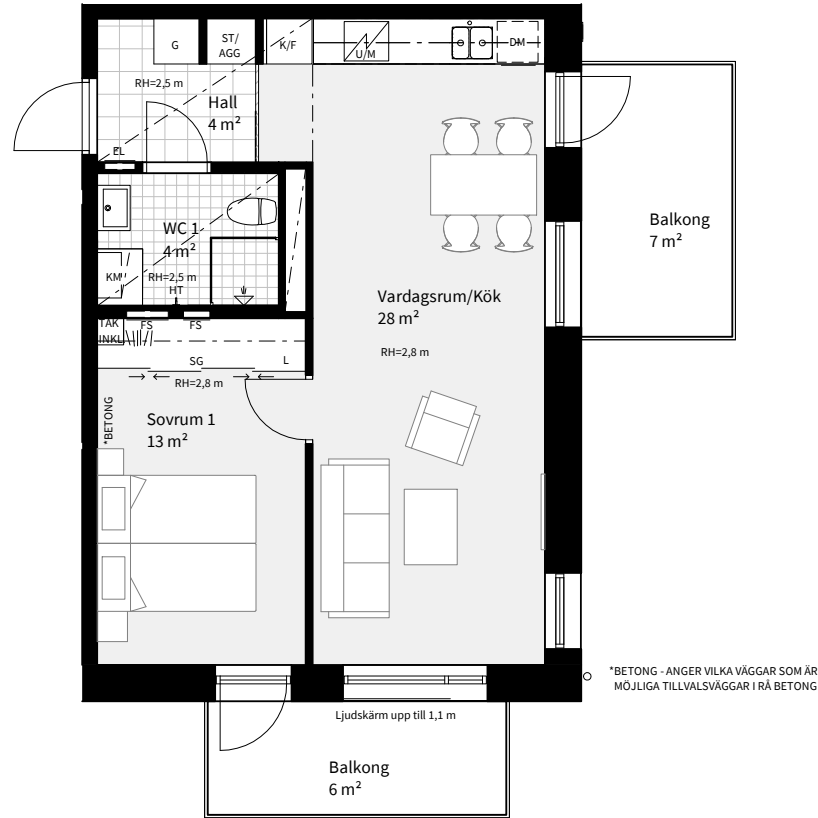 G
ST/
AGG
K/F
U/M
DM
RH=2,5 m
Hall
4 m²
EL
WC 1
4 m²
KM
RH=2,5 m
HT
Balkong
7 m²
Vardagsrum/Kök
28 m²
RH=2,8 m
TAK
INKL
FS
FS
SG
L
RH=2,8 m
*BETONG
Sovrum 1
13 m²
*BETONG - ANGER VILKA VÄGGAR SOM ÄR
MÖJLIGA TILLVALSVÄGGAR I RÅ BETONG
Ljudskärm upp till 1,1 m
Balkong
6 m²